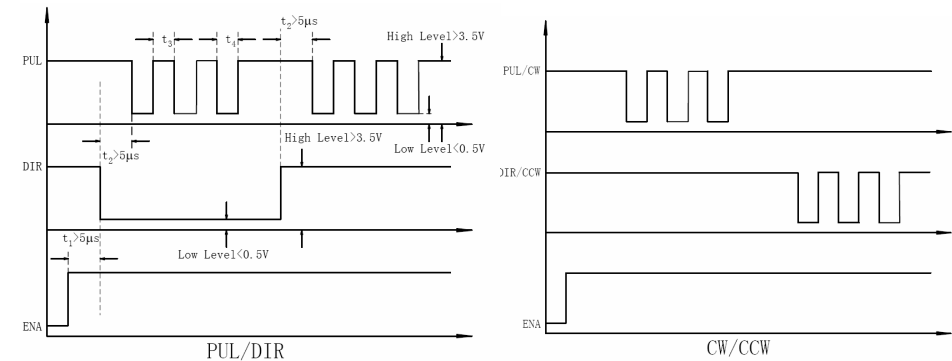 t₂>5μs
High Level>3.5V
PUL
t₃
t₄
PUL/CW
High Level>3.5V
Low Level<0.5V
t₂>5μs
DIR
DIR/CCW
t₁>5μs
Low Level<0.5V
ENA
ENA
PUL/DIR
CW/CCW